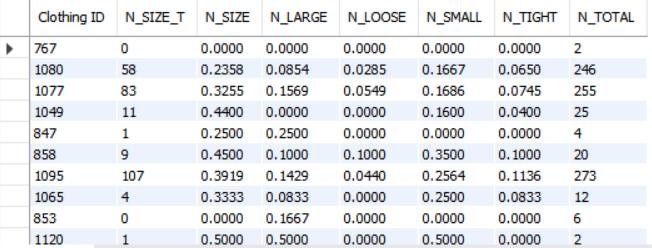 Clothing ID N_SIZE_T N_SIZE N_LARGE N_LOOSE N_SMALL N_TIGHT N_TOTAL
767 0 0.0000 0.0000 0.0000 0.0000 0.0000 2
1080 58 0.2358 0.0854 0.0285 0.1667 0.0650 246
1077 83 0.3255 0.1569 0.0549 0.1686 0.0745 255
1049 11 0.4400 0.0000 0.0000 0.1600 0.0400 25
847 1 0.2500 0.2500 0.0000 0.0000 0.0000 4
858 9 0.4500 0.1000 0.1000 0.3500 0.1000 20
1095 107 0.3919 0.1429 0.0440 0.2564 0.1136 273
1065 4 0.3333 0.0833 0.0000 0.2500 0.0833 12
853 0 0.0000 0.1667 0.0000 0.0000 0.0000 6
1120 1 0.5000 0.5000 0.0000 0.5000 0.0000 2